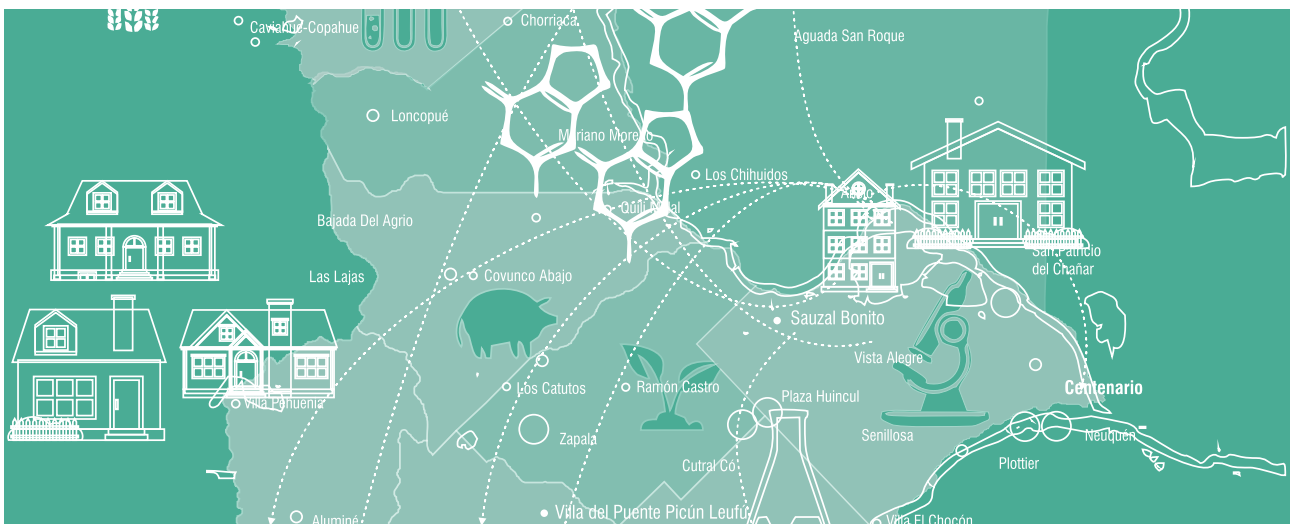 Caviahue-Copahue
Chorriaca
Aguada San Roque
Loncopué
Mariano Moreno
Los Chihuidos
Quili Malal
Añelo
Bajada Del Agrio
San Patricio
del Chañar
Las Lajas
Covunco Abajo
Sauzal Bonito
Vista Alegre
Los Catutos
Ramón Castro
Centenario
Plaza Huincul
Villa Pehuenia
Zapala
Senillosa
Neuquén
Cutral Có
Plottier
Villa del Puente Picún Leufú
Aluminé
Villa El Chocón